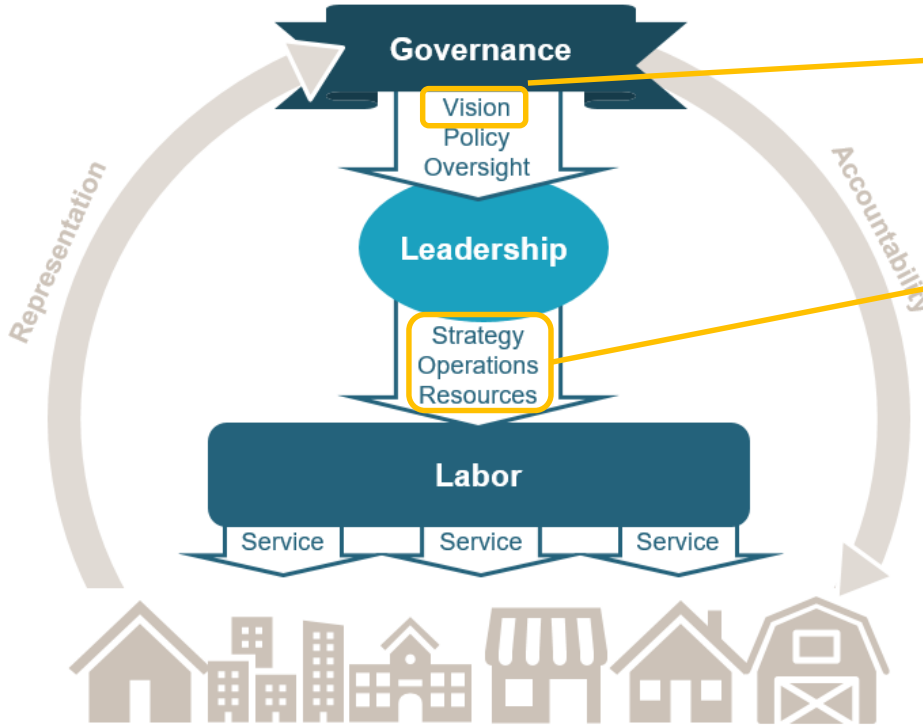 Governance
Vision
Policy
Oversight
Representation
Accountability
Leadership
Strategy
Operations
Resources
Labor
Service
Service
Service